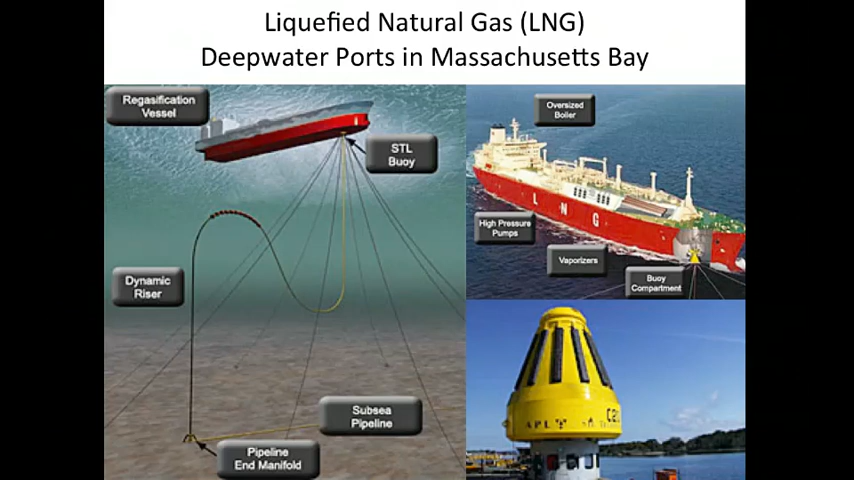 Liquefied Natural Gas (LNG)
Deepwater Ports in Massachusetts Bay
Regasification
Vessel
STL
Buoy
Dynamic
Riser
Subsea
Pipeline
Pipeline
End Manifold
Oversized
Boiler
L N G
High Pressure
Pumps
Vaporizers
Buoy
Compartment
APL